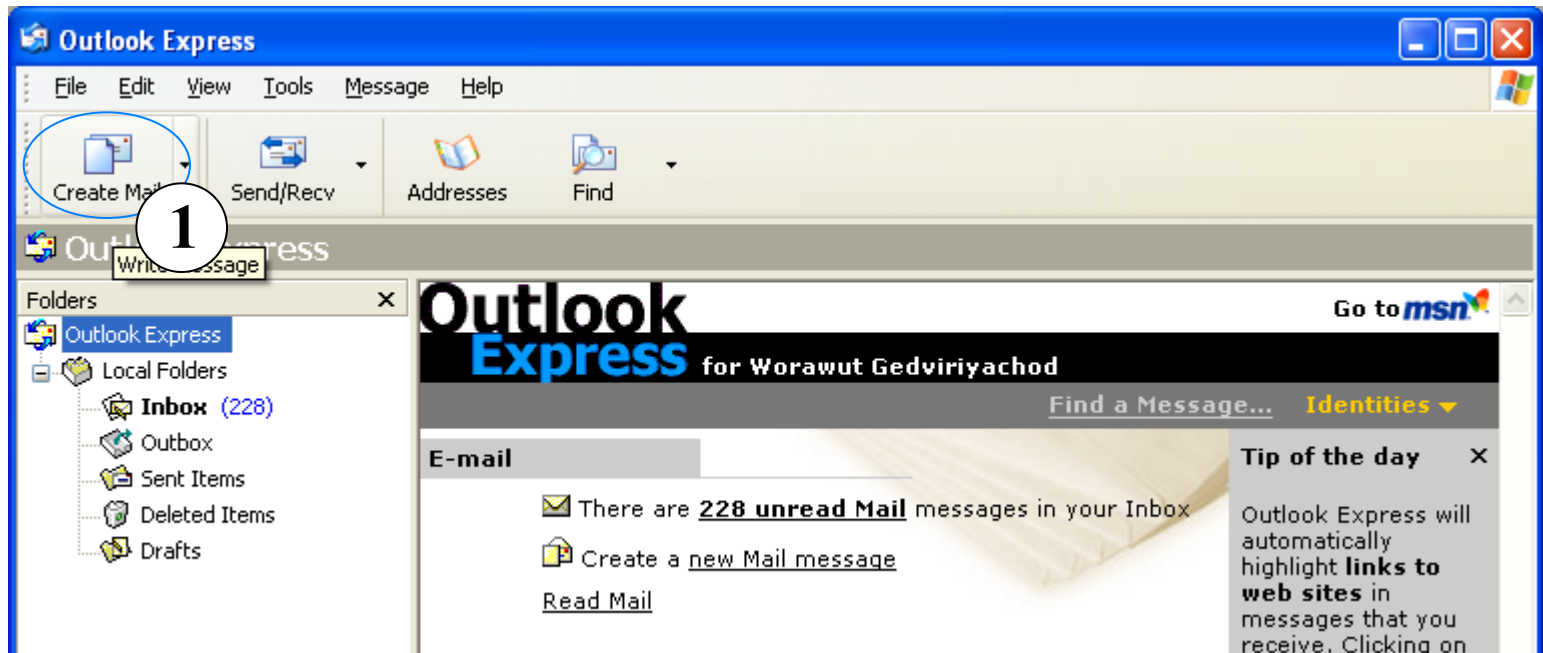 Outlook Express
File Edit View Tools Message Help
Create Mail Send/Recv Addresses Find
1
Outlook Express
Write Message
Folders ×
Outlook Express
Local Folders
Inbox (228)
Outbox
Sent Items
Deleted Items
Drafts
Outlook Go to msn
Express for Worawut Gedviriyachod
Find a Message... Identities
E-mail
There are 228 unread Mail messages in your Inbox
Create a new Mail message
Read Mail
Tip of the day ×
Outlook Express will
automatically
highlight links to
web sites in
messages that you
receive. Clicking on